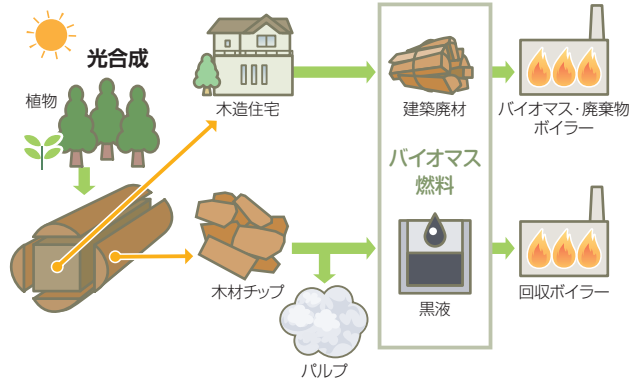 光合成
植物
木造住宅
建築廃材
バイオマス・廃棄物
ボイラー
バイオマス
燃料
木材チップ
黒液
回収ボイラー
パルプ